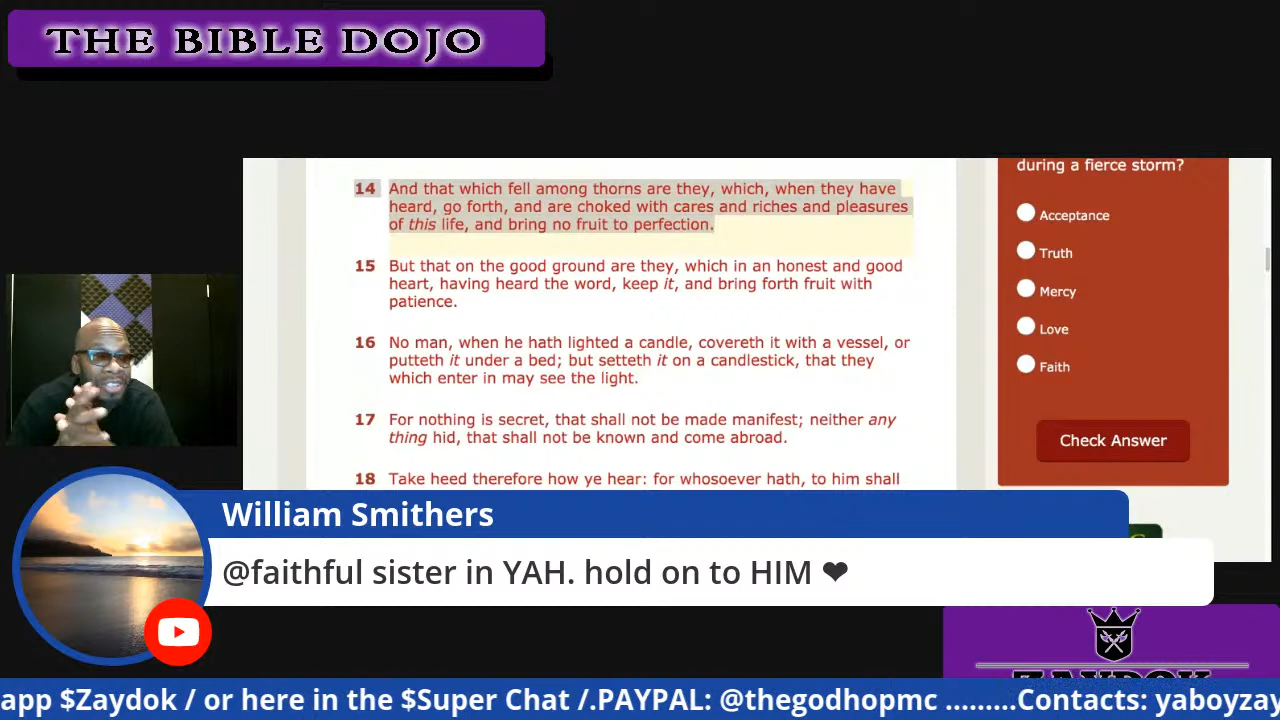 THE BIBLE DOJO
14 And that which fell among thorns are they, which, when they have
heard, go forth, and are choked with cares and riches and pleasures
of this life, and bring no fruit to perfection.
15 But that on the good ground are they, which in an honest and good
heart, having heard the word, keep it, and bring forth fruit with
patience.
16 No man, when he hath lighted a candle, covereth it with a vessel, or
putteth it under a bed; but setteth it on a candlestick, that they
which enter in may see the light.
17 For nothing is secret, that shall not be made manifest; neither any
thing hid, that shall not be known and come abroad.
18 Take heed therefore how ye hear: for whosoever hath, to him shall
during a fierce storm?
Acceptance
Truth
Mercy
Love
Faith
Check Answer
William Smithers
@faithful sister in YAH. hold on to HIM ❤
ZAYDOK
app $Zaydok / or here in the $Super Chat /.PAYPAL: @thegodhopmc .........Contacts: yaboyzay